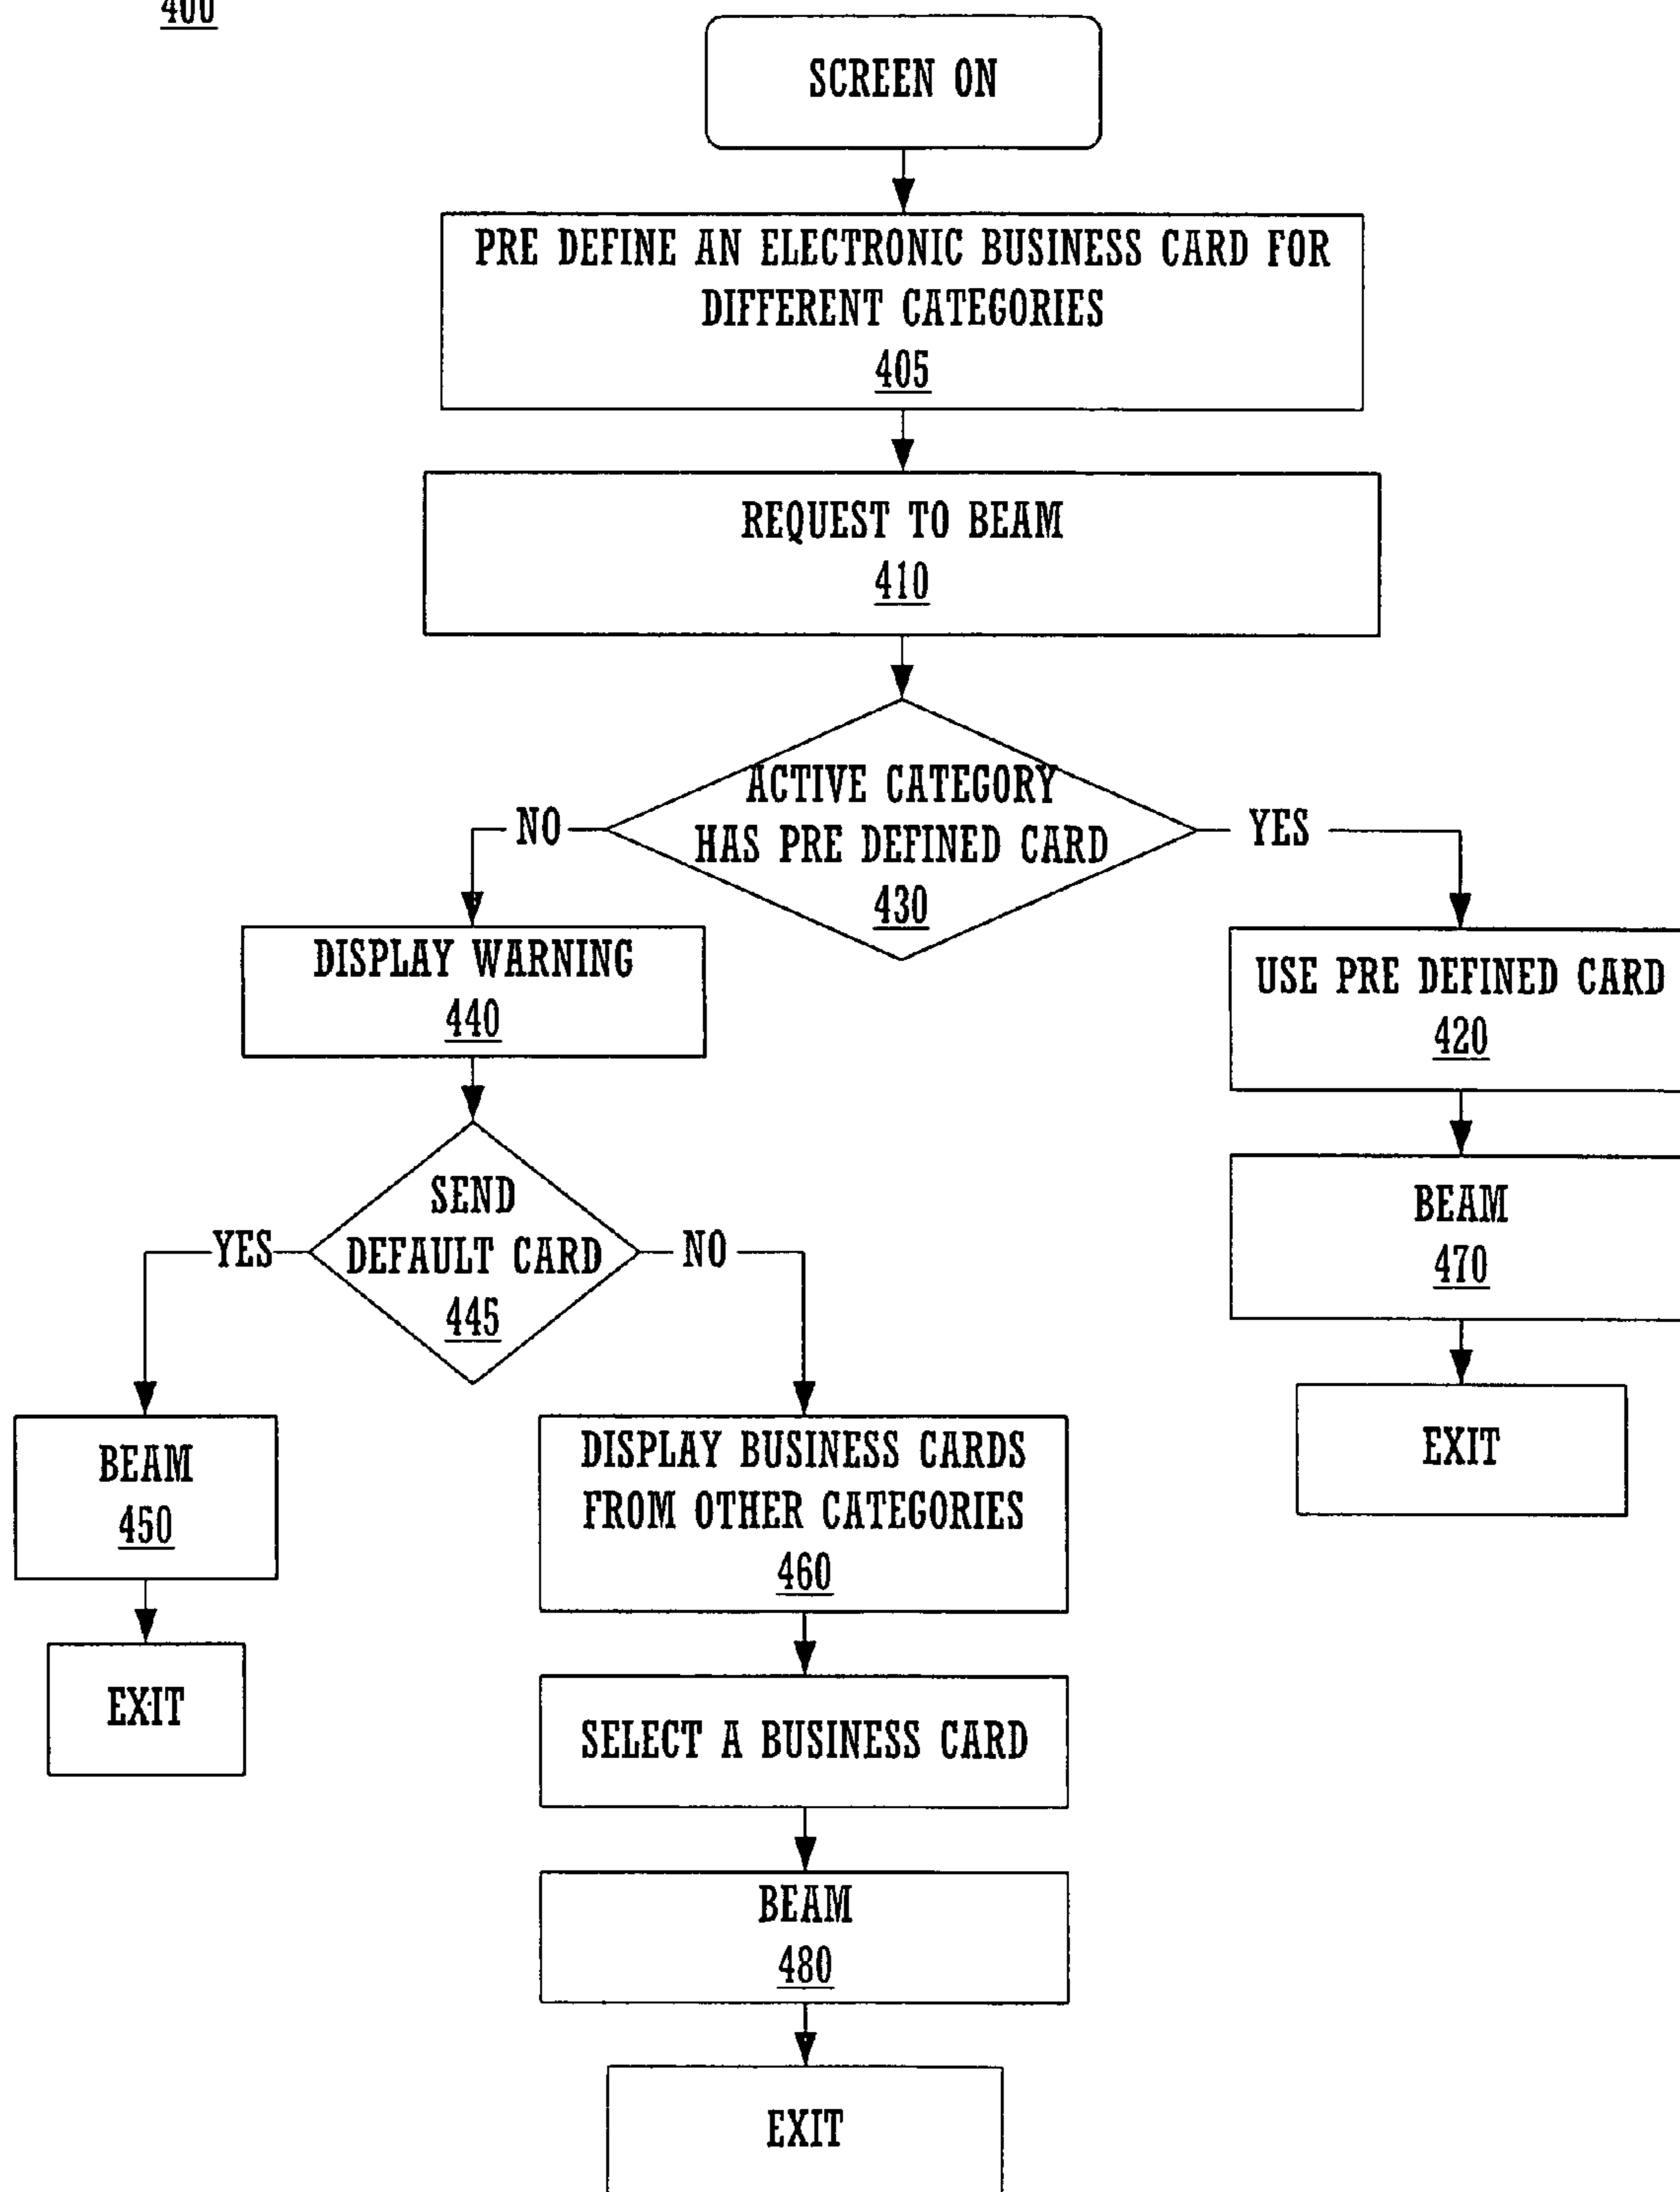 400
SCREEN ON
PRE DEFINE AN ELECTRONIC BUSINESS CARD FOR
DIFFERENT CATEGORIES
405
REQUEST TO BEAM
410
ACTIVE CATEGORY
HAS PRE DEFINED CARD
430
NO
YES
DISPLAY WARNING
440
USE PRE DEFINED CARD
420
SEND
DEFAULT CARD
445
YES
NO
BEAM
470
EXIT
BEAM
450
EXIT
DISPLAY BUSINESS CARDS
FROM OTHER CATEGORIES
460
SELECT A BUSINESS CARD
BEAM
480
EXIT